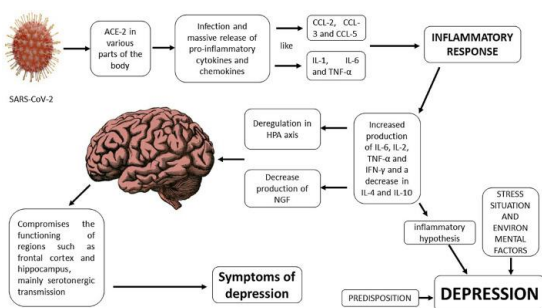 ACE-2 in
various
parts of the
body
Infection and
massive release of
pro-inflammatory
cytokines and
chemokines
like
CCL-2, CCL-
3 and CCL-5
IL-1, IL-6
and TNF-α
INFLAMMATORY
RESPONSE
SARS-CoV-2
Deregulation in
HPA axis
Decrease
production of
NGF
Increased
production
of IL-6, IL-2,
TNF-α and
IFN-γ and a
decrease in
IL-4 and IL-10
Compromises the
functioning of
regions such as
frontal cortex and
hippocampus,
mainly serotonergic
transmission
Symptoms of
depression
inflammatory
hypothesis
STRESS
SITUATION
AND
ENVIRON
MENTAL
FACTORS
PREDISPOSITION
DEPRESSION